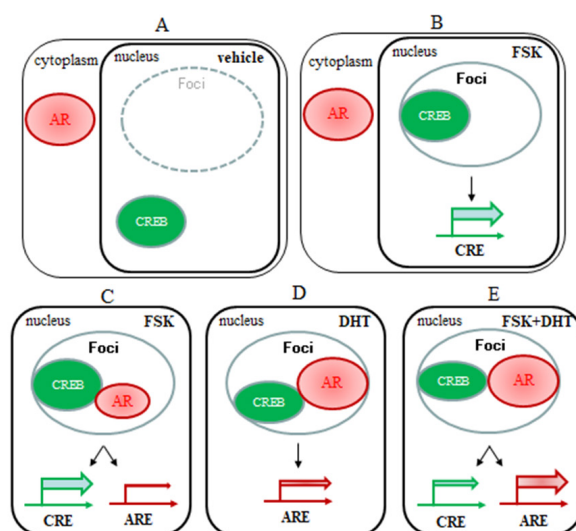 A
cytoplasm
nucleus
vehicle
Foci
AR
CREB
B
cytoplasm
nucleus
FSK
Foci
AR
CREB
CRE
C
nucleus
FSK
Foci
CREB
AR
CRE
ARE
D
nucleus
DHT
Foci
CREB
AR
ARE
E
nucleus
FSK+DHT
Foci
CREB
AR
CRE
ARE